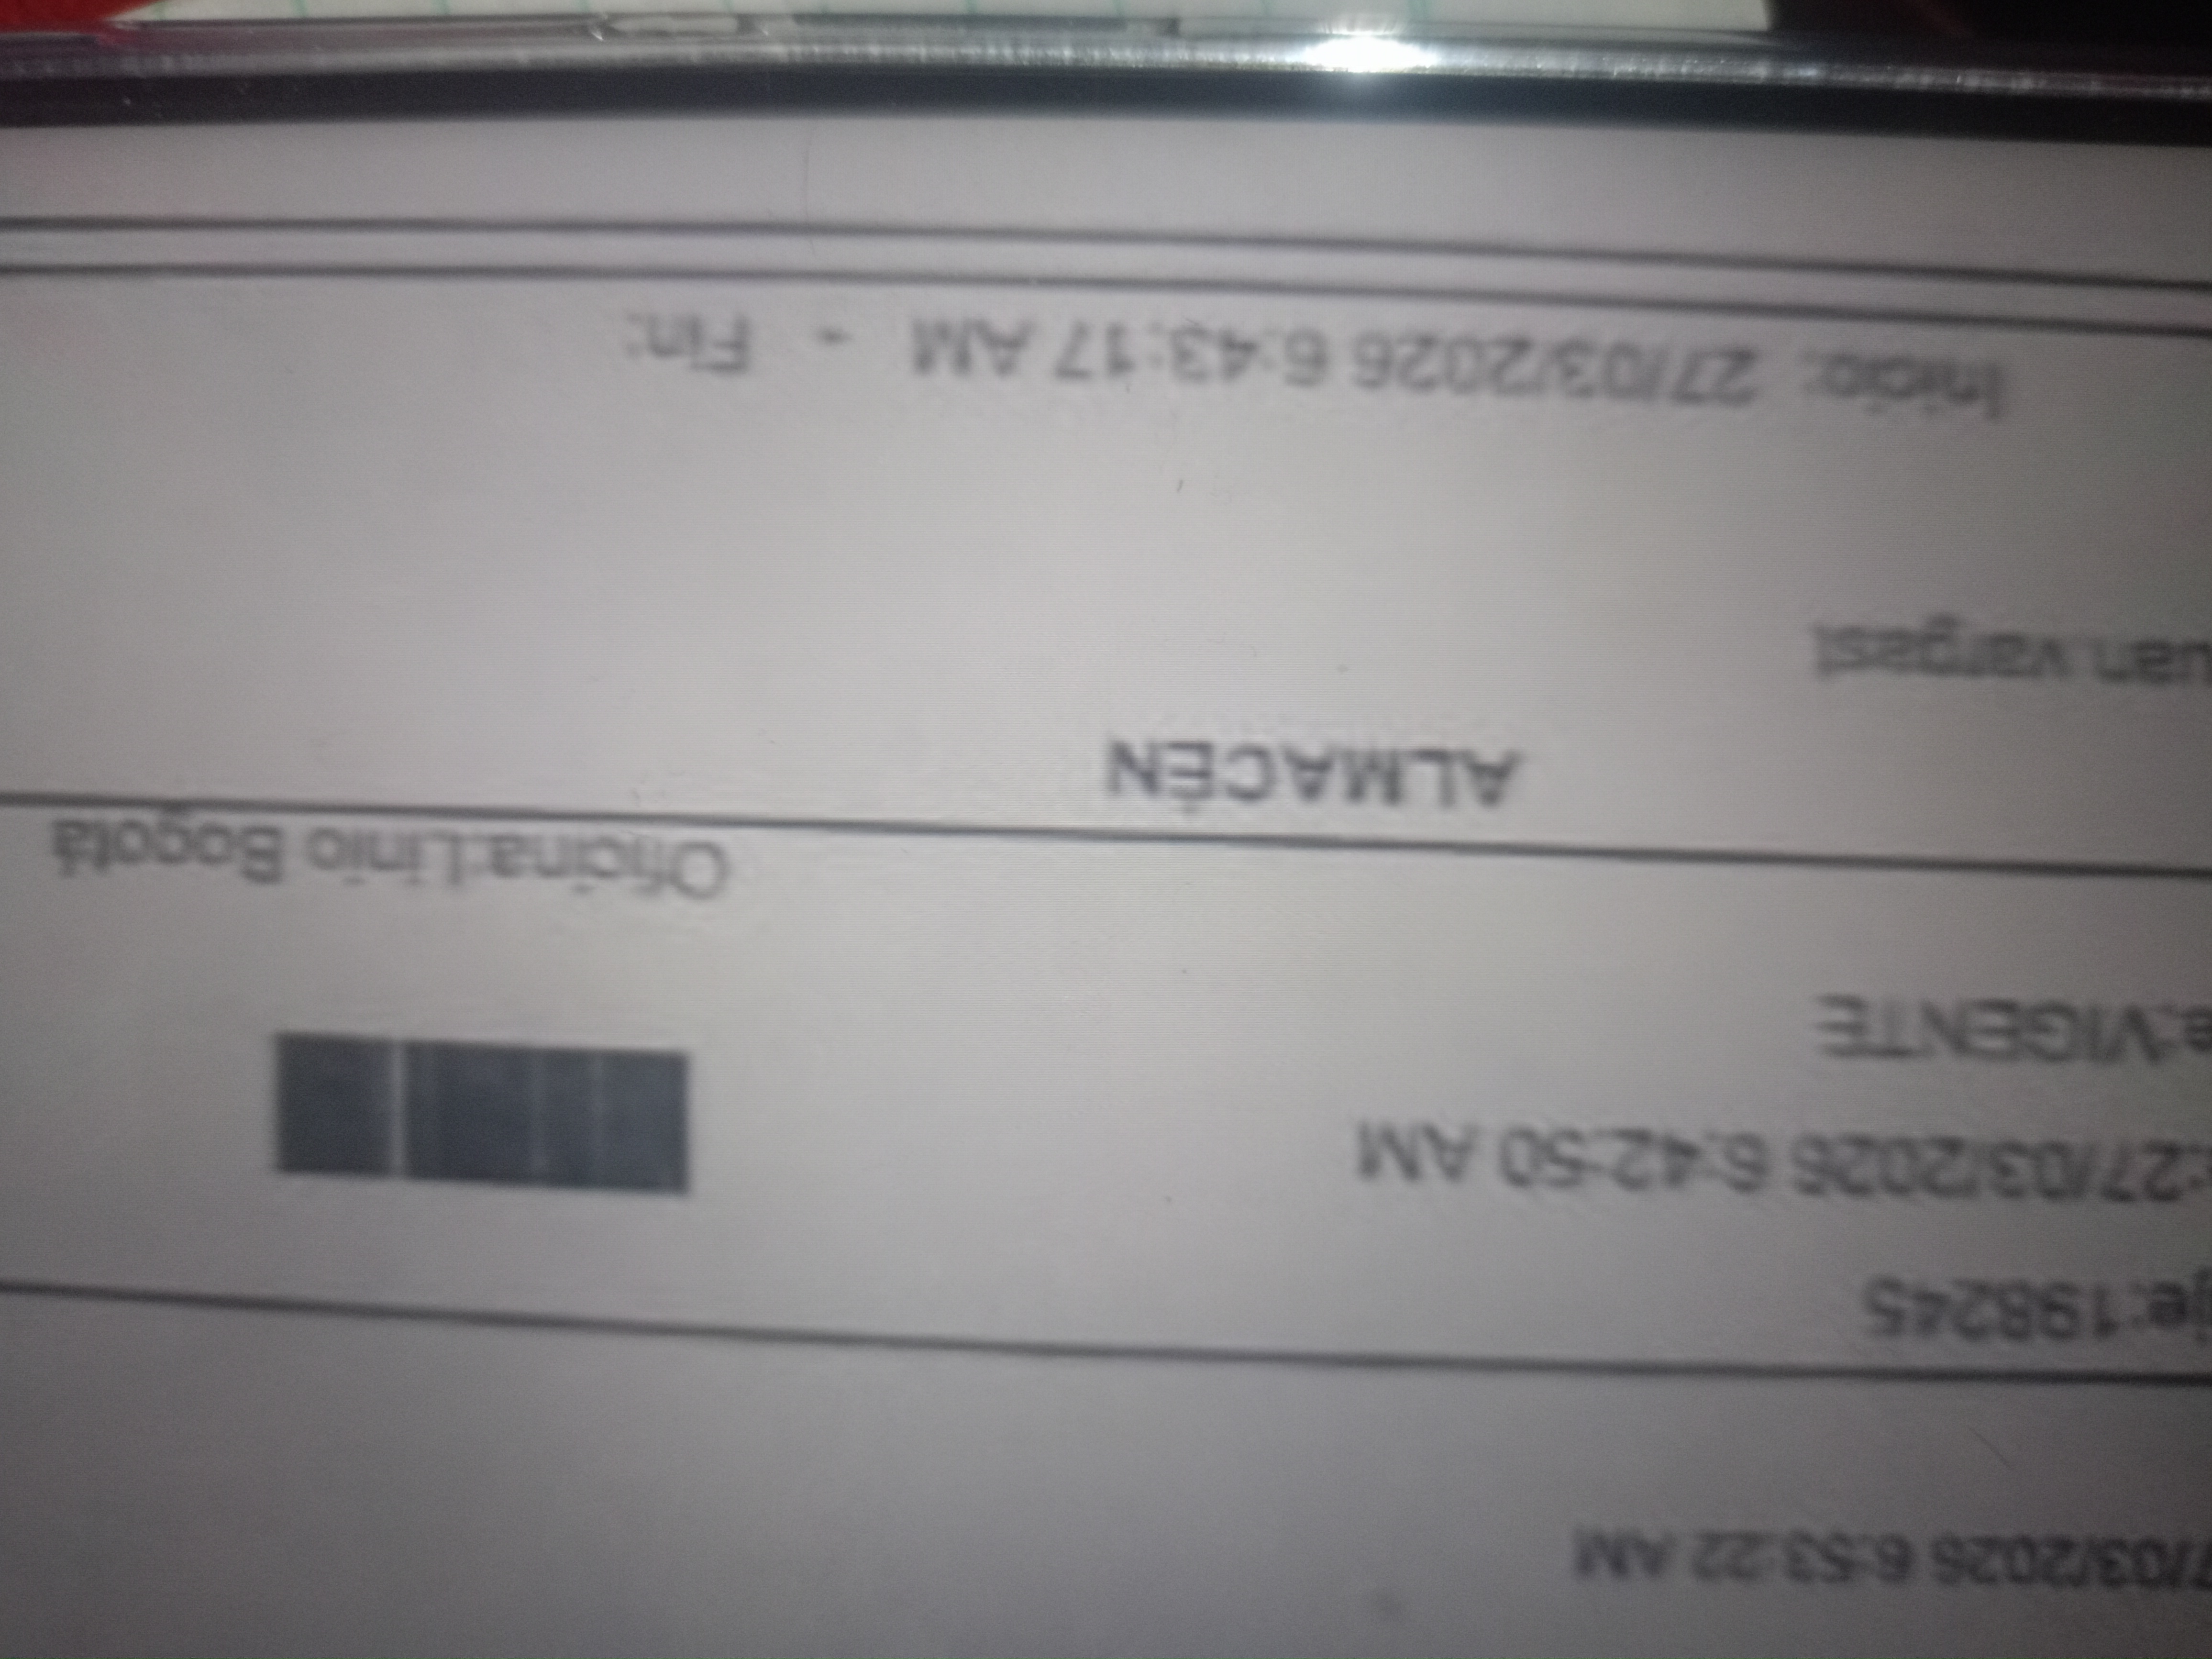 7/03/2026 6:53:22 AM
je:198245
:27/03/2026 6:42:50 AM
e:VIGENTE
Oficina:Linio Bogotá
ALMACÉN
uan.vargast
Inicio: 27/03/2026 6:43:17 AM - Fin: